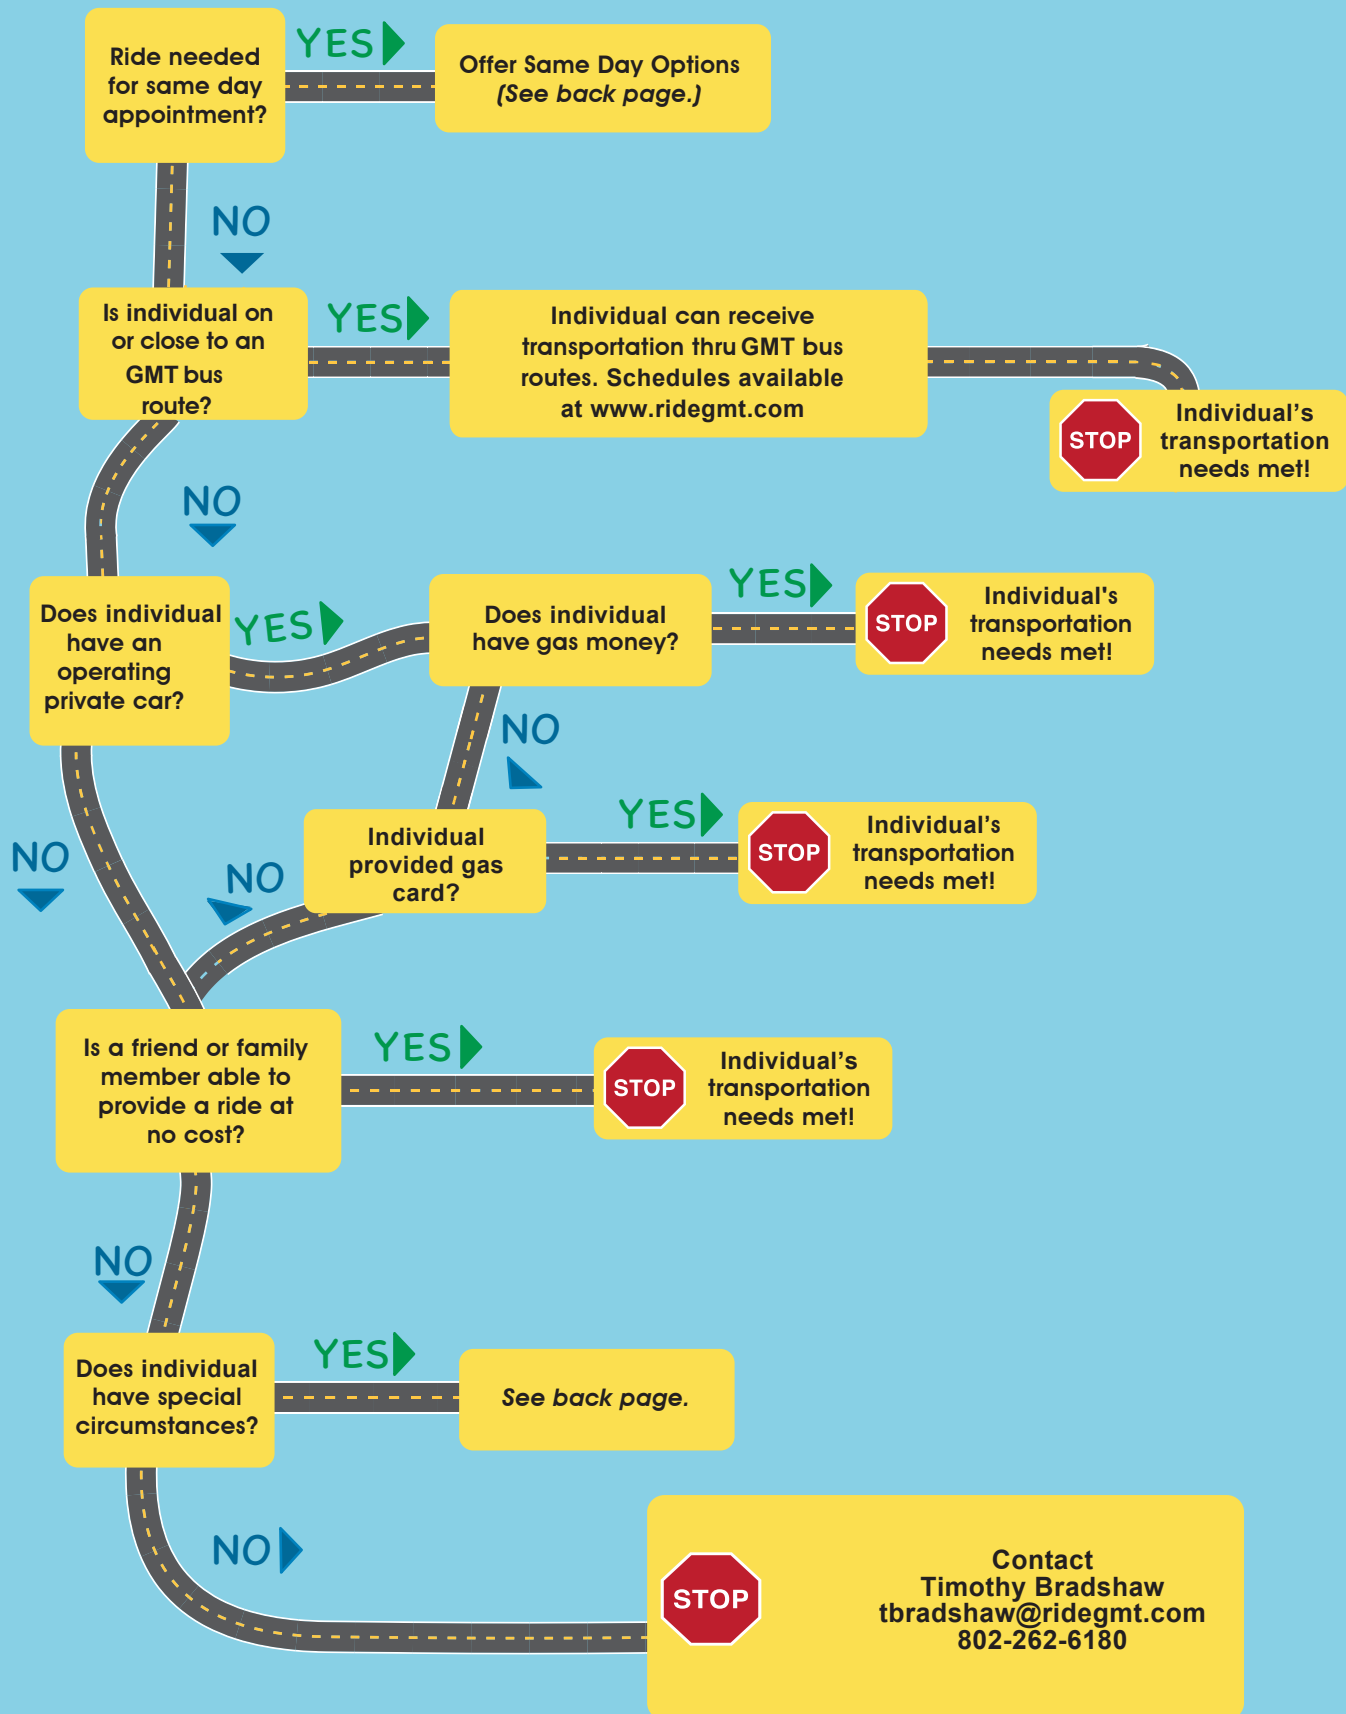 Ride needed
for same day
appointment?
YES
Offer Same Day Options
(See back page.)
NO
Is individual on
or close to an
GMT bus
route?
YES
Individual can receive
transportation thru GMT bus
routes. Schedules available
at www.ridegmt.com
STOP
Individual’s
transportation
needs met!
NO
Does individual
have an
operating
private car?
YES
Does individual
have gas money?
YES
STOP
Individual's
transportation
needs met!
NO
Individual
provided gas
card?
YES
STOP
Individual’s
transportation
needs met!
NO
NO
Is a friend or family
member able to
provide a ride at
no cost?
YES
STOP
Individual’s
transportation
needs met!
NO
Does individual
have special
circumstances?
YES
See back page.
NO
STOP
Contact
Timothy Bradshaw
tbradshaw@ridegmt.com
802-262-6180